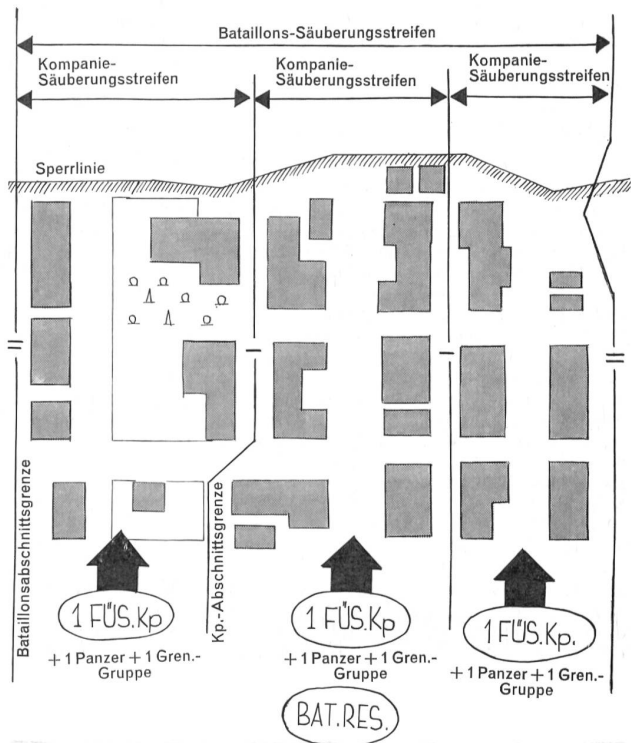 Bataillons-Säuberungsstreifen
Kompanie-
Säuberungsstreifen
Kompanie-
Säuberungsstreifen
Kompanie-
Säuberungsstreifen
Sperrlinie
Bataillonsabschnittsgrenze
Kp.-Abschnittsgrenze
1 FÜS.Kp
+ 1 Panzer + 1 Gren.-
Gruppe
1 FÜS.Kp
+ 1 Panzer + 1 Gren.-
Gruppe
1 FÜS.Kp.
+ 1 Panzer + 1 Gren.-
Gruppe
BAT.RES.